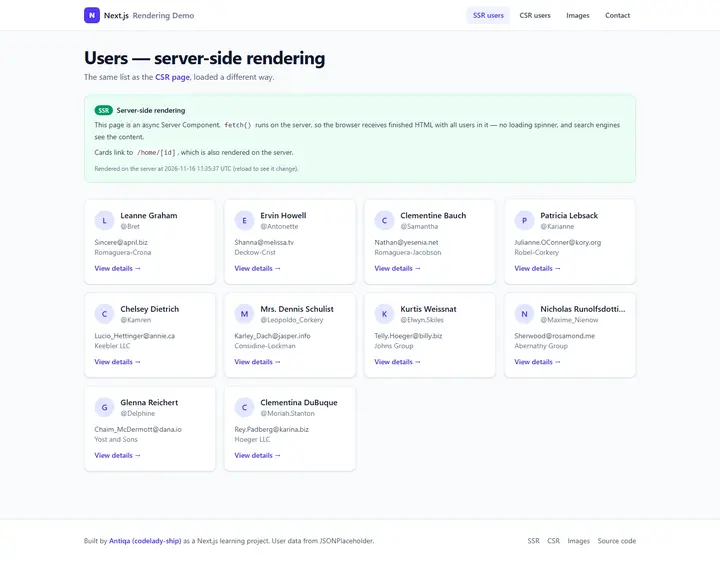 N Next.js Rendering Demo
SSR users CSR users Images Contact
Users — server-side rendering
The same list as the CSR page, loaded a different way.
SSR Server-side rendering
This page is an async Server Component. fetch() runs on the server, so the browser receives finished HTML with all users in it — no loading spinner, and search engines
see the content.
Cards link to /home/[id], which is also rendered on the server.
Rendered on the server at 2026-11-16 11:35:37 UTC (reload to see it change).
L Leanne Graham
@Bret
Sincere@april.biz
Romaguera-Crona
View details →
E Ervin Howell
@Antonette
Shanna@melissa.tv
Deckow-Crist
View details →
C Clementine Bauch
@Samantha
Nathan@yesenia.net
Romaguera-Jacobson
View details →
P Patricia Lebsack
@Karianne
Julianne.OConner@kory.org
Robel-Corkery
View details →
C Chelsey Dietrich
@Kamren
Lucio_Hettinger@annie.ca
Keebler LLC
View details →
M Mrs. Dennis Schulist
@Leopoldo_Corkery
Karley_Dach@jasper.info
Considine-Lockman
View details →
K Kurtis Weissnat
@Elwyn.Skiles
Telly.Hoeger@billy.biz
Johns Group
View details →
N Nicholas Runolfsdotti...
@Maxime_Nienow
Sherwood@rosamond.me
Abernathy Group
View details →
G Glenna Reichert
@Delphine
Chaim_McDermott@dana.io
Yost and Sons
View details →
C Clementina DuBuque
@Moriah.Stanton
Rey.Padberg@karina.biz
Hoeger LLC
View details →
Built by Antiqa (codelady-ship) as a Next.js learning project. User data from JSONPlaceholder.
SSR CSR Images Source code